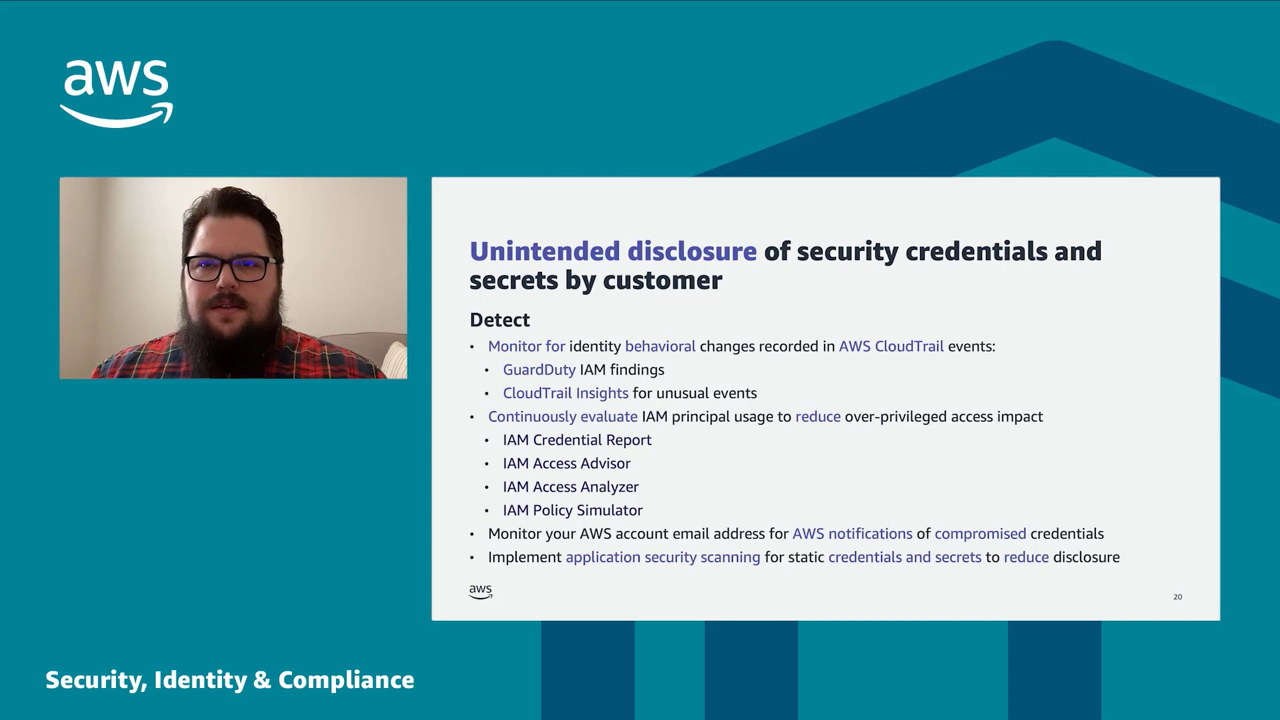 aws
Unintended disclosure of security credentials and
secrets by customer
Detect
• Monitor for identity behavioral changes recorded in AWS CloudTrail events:
• GuardDuty IAM findings
• CloudTrail Insights for unusual events
• Continuously evaluate IAM principal usage to reduce over-privileged access impact
• IAM Credential Report
• IAM Access Advisor
• IAM Access Analyzer
• IAM Policy Simulator
• Monitor your AWS account email address for AWS notifications of compromised credentials
• Implement application security scanning for static credentials and secrets to reduce disclosure
aws
20
Security, Identity & Compliance